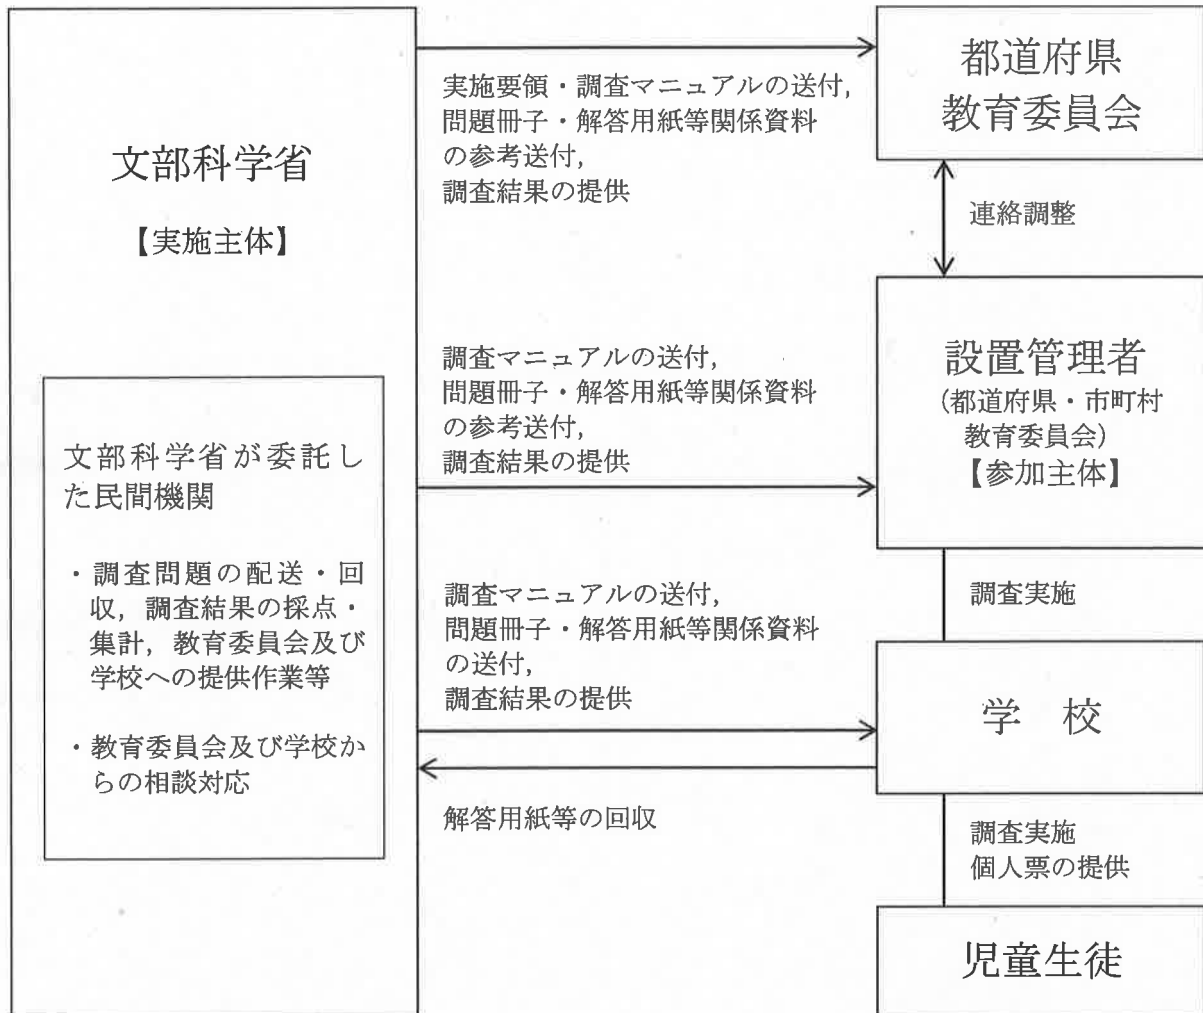 文部科学省
【実施主体】
文部科学省が委託し
た民間機関
・調査問題の配送・回
収，調査結果の採点・
集計，教育委員会及び
学校への提供作業等
・教育委員会及び学校か
らの相談対応
実施要領・調査マニュアルの送付，
問題冊子・解答用紙等関係資料
の参考送付，
調査結果の提供
調査マニュアルの送付，
問題冊子・解答用紙等関係資料
の参考送付，
調査結果の提供
調査マニュアルの送付，
問題冊子・解答用紙等関係資料
の送付，
調査結果の提供
解答用紙等の回収
都道府県
教育委員会
連絡調整
設置管理者
(都道府県・市町村
教育委員会)
【参加主体】
調査実施
学　校
調査実施
個人票の提供
児童生徒